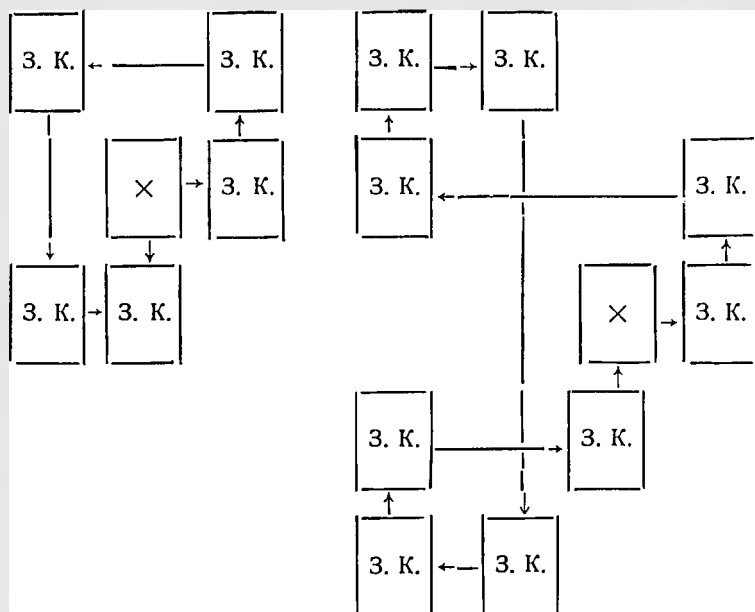 З. К. З. К. З. К. З. К.
× З. К. З. К. З. К.
З. К. З. К. × З. К.
З. К. З. К.
З. К. З. К.